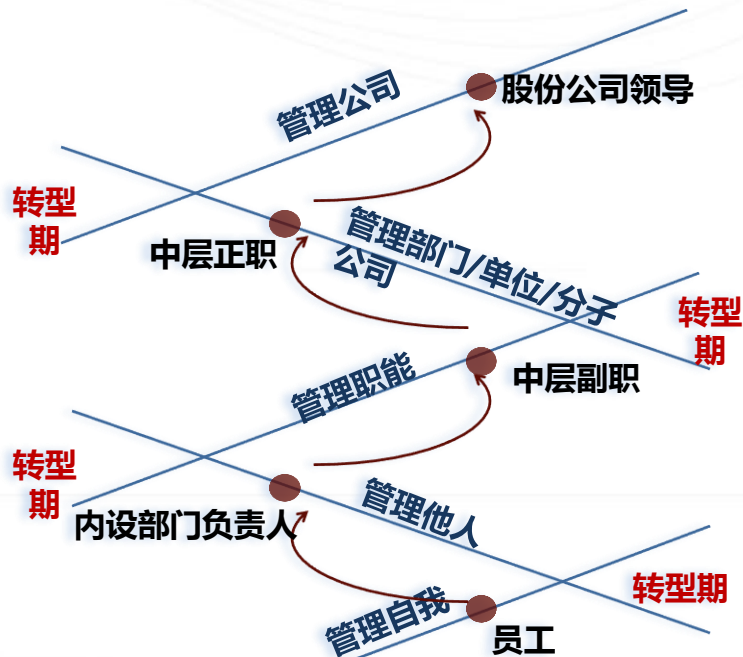 管理公司
股份公司领导
转型
期
中层正职
管理部门/单位/分子
公司
转型
期
管理职能
中层副职
转型
期
内设部门负责人
管理他人
转型期
管理自我
员工